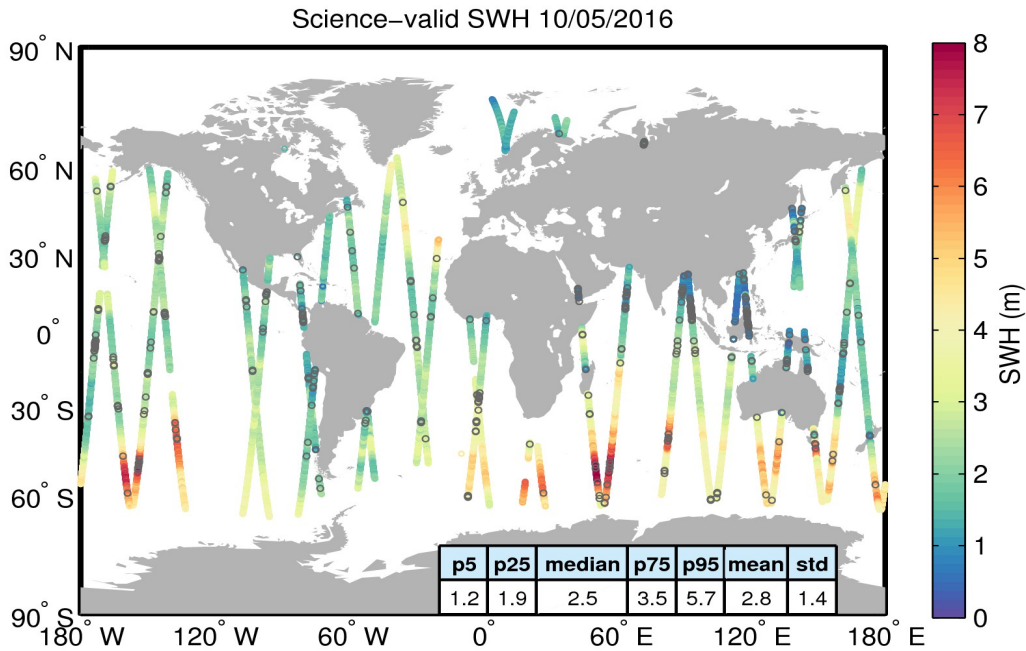 Science−valid SWH 10/05/2016
90° N
60° N
30° N
0°
30° S
60° S
90° S
180° W
120° W
60° W
0°
60° E
120° E
180° E
p5 p25 median p75 p95 mean std
1.2 1.9 2.5 3.5 5.7 2.8 1.4
8
7
6
5
4
3
2
1
0
SWH (m)